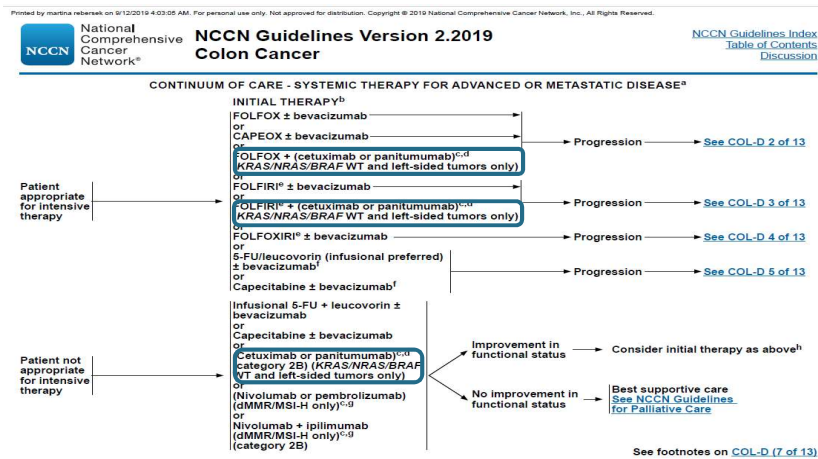 Printed by martina rebersek on 9/12/2019 4:03:05 AM. For personal use only. Not approved for distribution. Copyright © 2019 National Comprehensive Cancer Network, Inc., All Rights Reserved.
NCCN
National
Comprehensive
Cancer
Network®
NCCN Guidelines Version 2.2019
Colon Cancer
NCCN Guidelines Index
Table of Contents
Discussion
CONTINUUM OF CARE - SYSTEMIC THERAPY FOR ADVANCED OR METASTATIC DISEASEᵃ
INITIAL THERAPYᵇ
Patient
appropriate
for intensive
therapy
FOLFOX ± bevacizumab
or
CAPEOX ± bevacizumab
or
FOLFOX + (cetuximab or panitumumab)ᶜ,ᵈ
(KRAS/NRAS/BRAF WT and left-sided tumors only)
Progression
See COL-D 2 of 13
or
FOLFIRIᵉ ± bevacizumab
or
FOLFIRIᵉ + (cetuximab or panitumumab)ᶜ,ᵈ
(KRAS/NRAS/BRAF WT and left-sided tumors only)
Progression
See COL-D 3 of 13
or
FOLFOXIRIᵉ ± bevacizumab
Progression
See COL-D 4 of 13
or
5-FU/leucovorin (infusional preferred)
± bevacizumabᶠ
or
Capecitabine ± bevacizumabᶠ
Progression
See COL-D 5 of 13
Patient not
appropriate
for intensive
therapy
Infusional 5-FU + leucovorin ±
bevacizumab
or
Capecitabine ± bevacizumab
or
(Cetuximab or panitumumab)ᶜ,ᵈ
(category 2B) (KRAS/NRAS/BRAF
WT and left-sided tumors only)
or
(Nivolumab or pembrolizumab)
(dMMR/MSI-H only)ᶜ,ᵍ
or
Nivolumab + ipilimumab
(dMMR/MSI-H only)ᶜ,ᵍ
(category 2B)
Improvement in
functional status
Consider initial therapy as aboveʰ
No improvement in
functional status
Best supportive care
See NCCN Guidelines
for Palliative Care
See footnotes on COL-D (7 of 13)